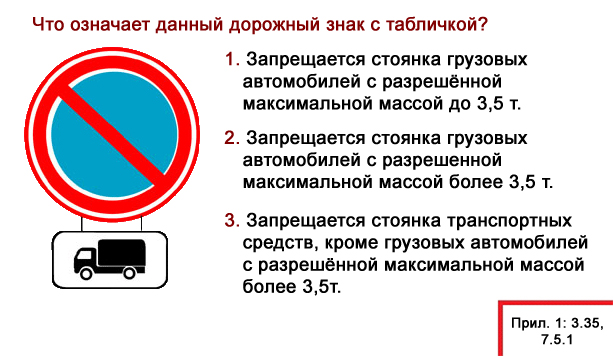 Что означает данный дорожный знак с табличкой?
1. Запрещается стоянка грузовых
автомобилей с разрешённой
максимальной массой до 3,5 т.
2. Запрещается стоянка грузовых
автомобилей с разрешенной
максимальной массой более 3,5 т.
3. Запрещается стоянка транспортных
средств, кроме грузовых автомобилей
с разрешённой максимальной массой
более 3,5т.
Прил. 1: 3.35,
7.5.1